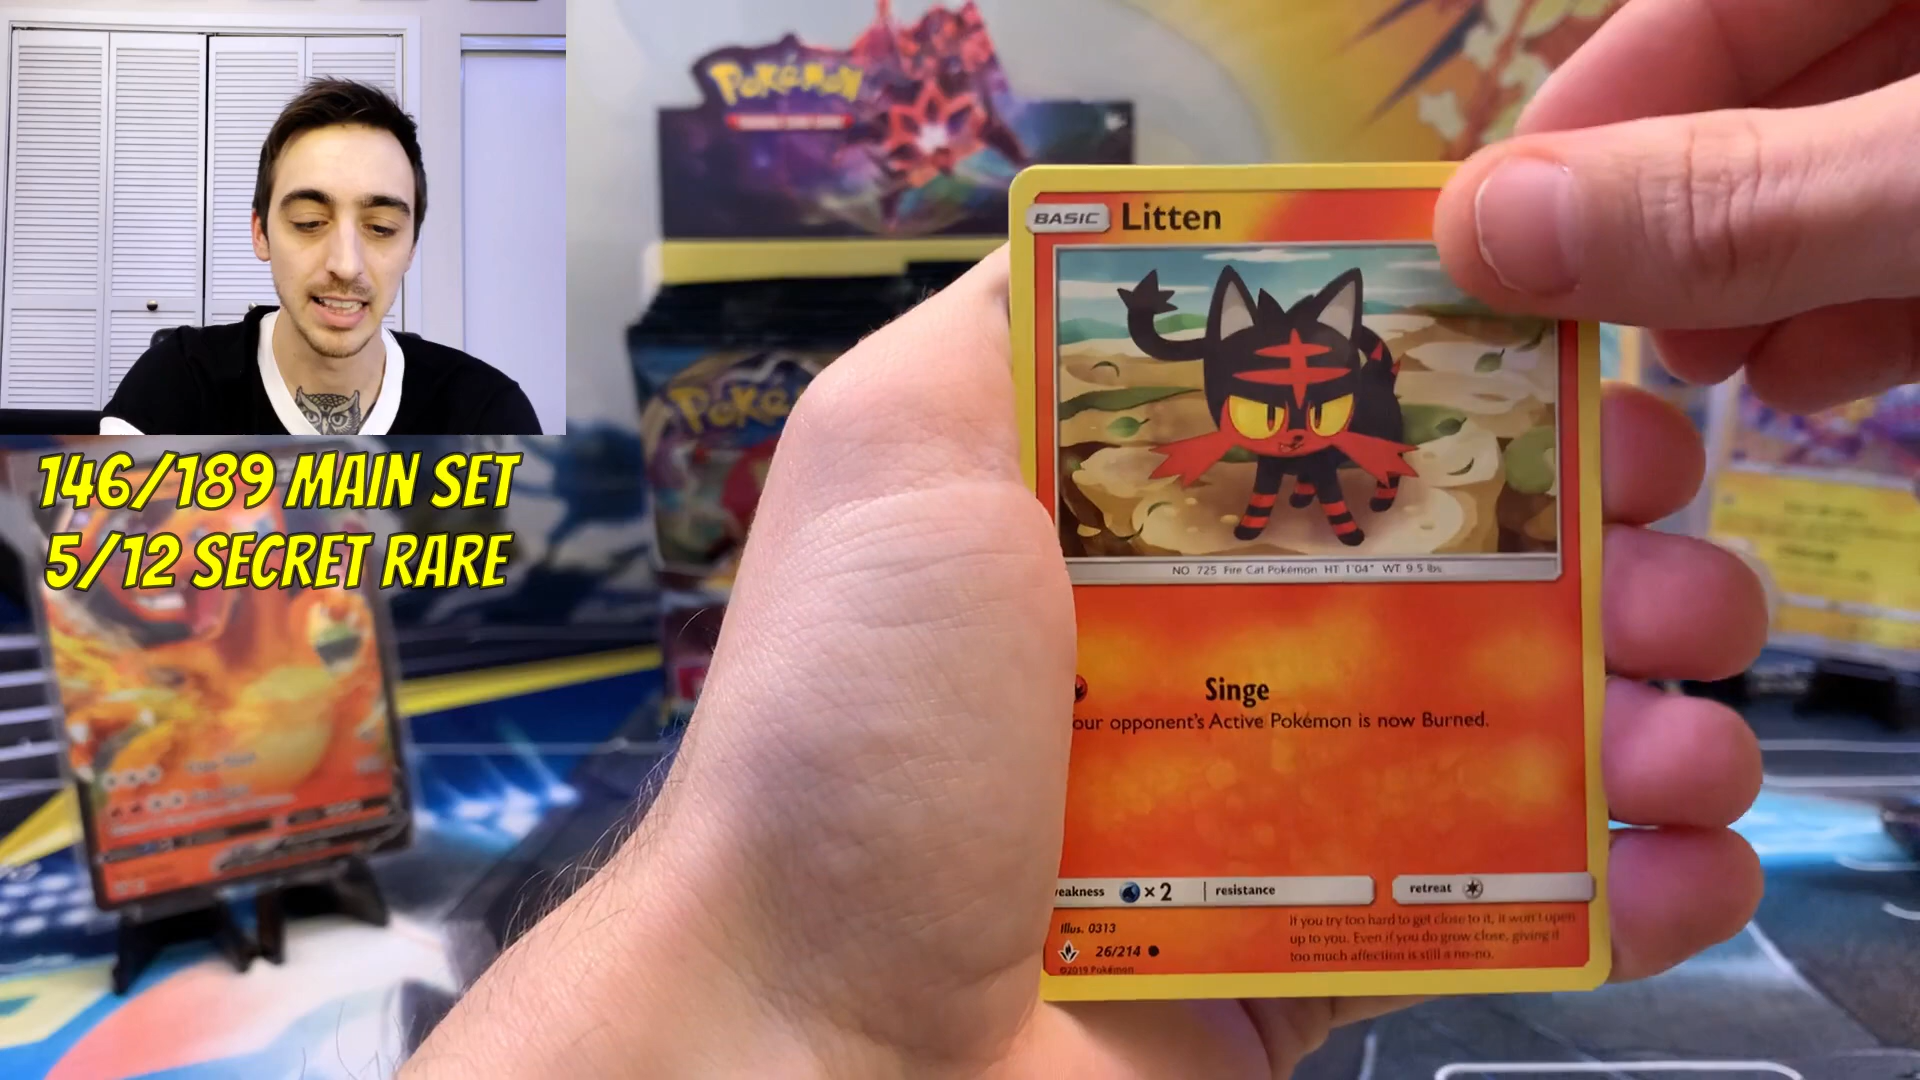 POKéMON
146/189 MAIN SET
5/12 SECRET RARE
Poké
BASIC Litten
NO. 725 Fire Cat Pokémon HT 1'04" WT 9.5 lbs.
Singe
our opponent's Active Pokémon is now Burned.
eakness ×2 resistance retreat
Illus. 0313
26/214
©2019 Pokémon
If you try too hard to get close to it, it won't open
up to you. Even if you do grow close, giving it
too much affection is still a no-no.